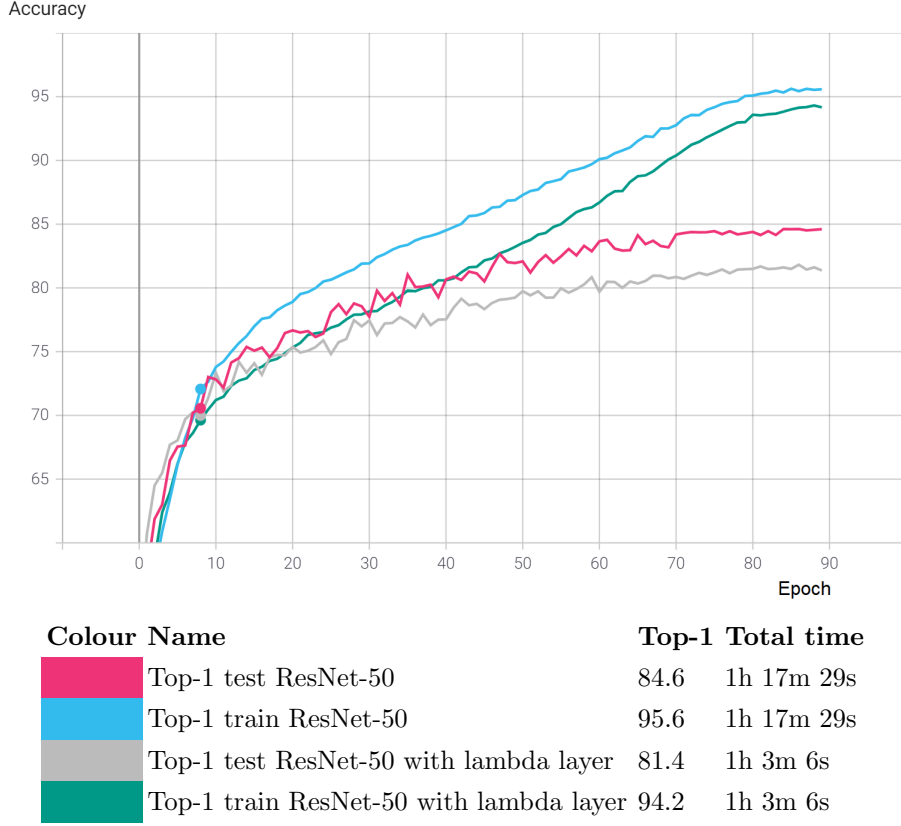 Accuracy
95
90
85
80
75
70
65
0 10 20 30 40 50 60 70 80 90
Epoch
Colour Name Top-1 Total time
Top-1 test ResNet-50 84.6 1h 17m 29s
Top-1 train ResNet-50 95.6 1h 17m 29s
Top-1 test ResNet-50 with lambda layer 81.4 1h 3m 6s
Top-1 train ResNet-50 with lambda layer 94.2 1h 3m 6s